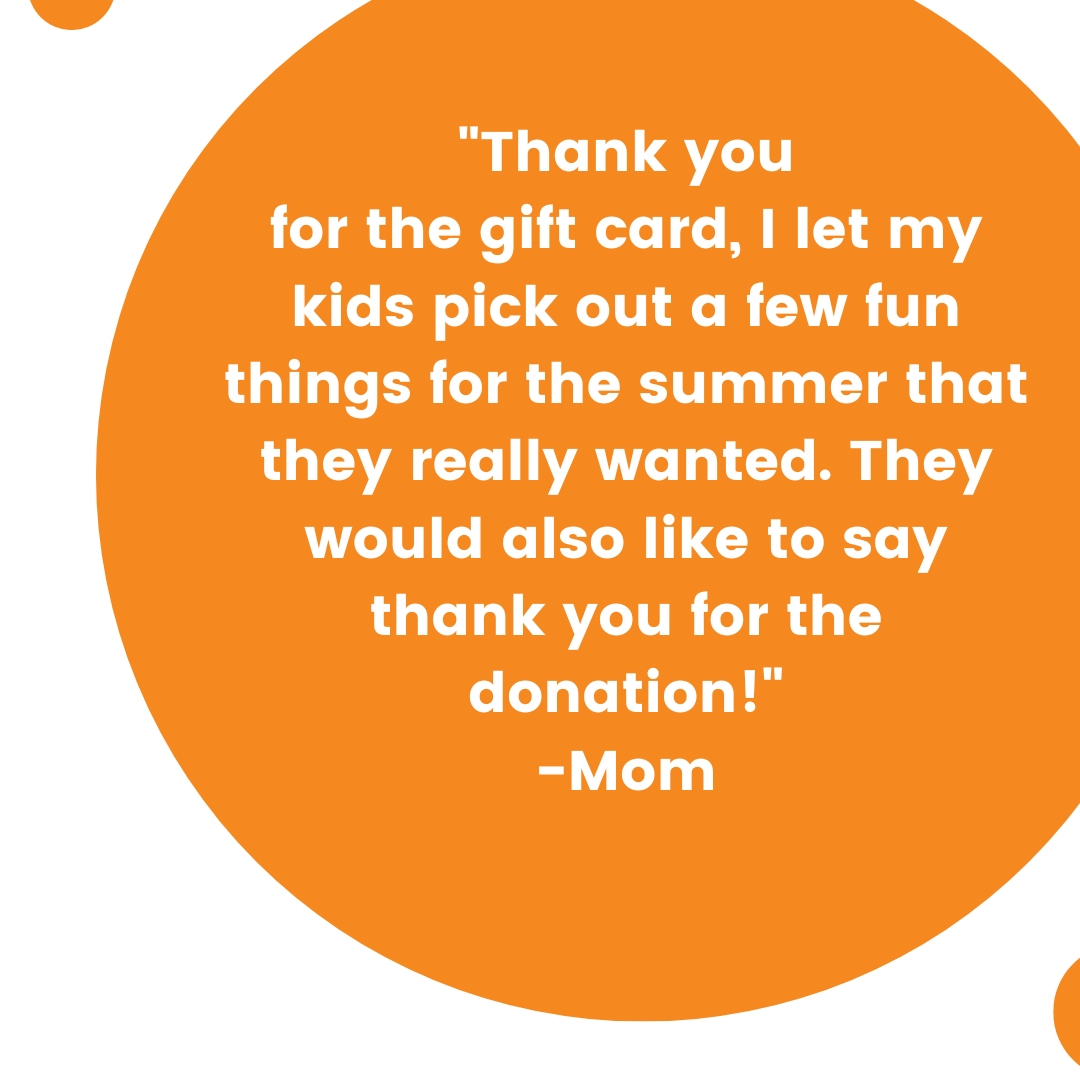 "Thank you
for the gift card, I let my
kids pick out a few fun
things for the summer that
they really wanted. They
would also like to say
thank you for the
donation!"
-Mom